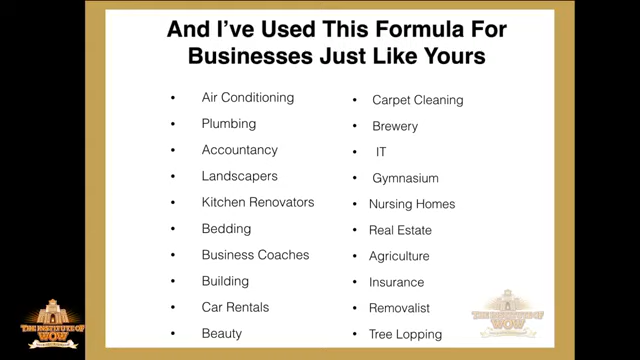 And I've Used This Formula For
Businesses Just Like Yours
• Air Conditioning
• Plumbing
• Accountancy
• Landscapers
• Kitchen Renovators
• Bedding
• Business Coaches
• Building
• Car Rentals
• Beauty
• Carpet Cleaning
• Brewery
• IT
• Gymnasium
• Nursing Homes
• Real Estate
• Agriculture
• Insurance
• Removalist
• Tree Lopping
THE INSTITUTE OF
WOW
THE INSTITUTE OF
WOW